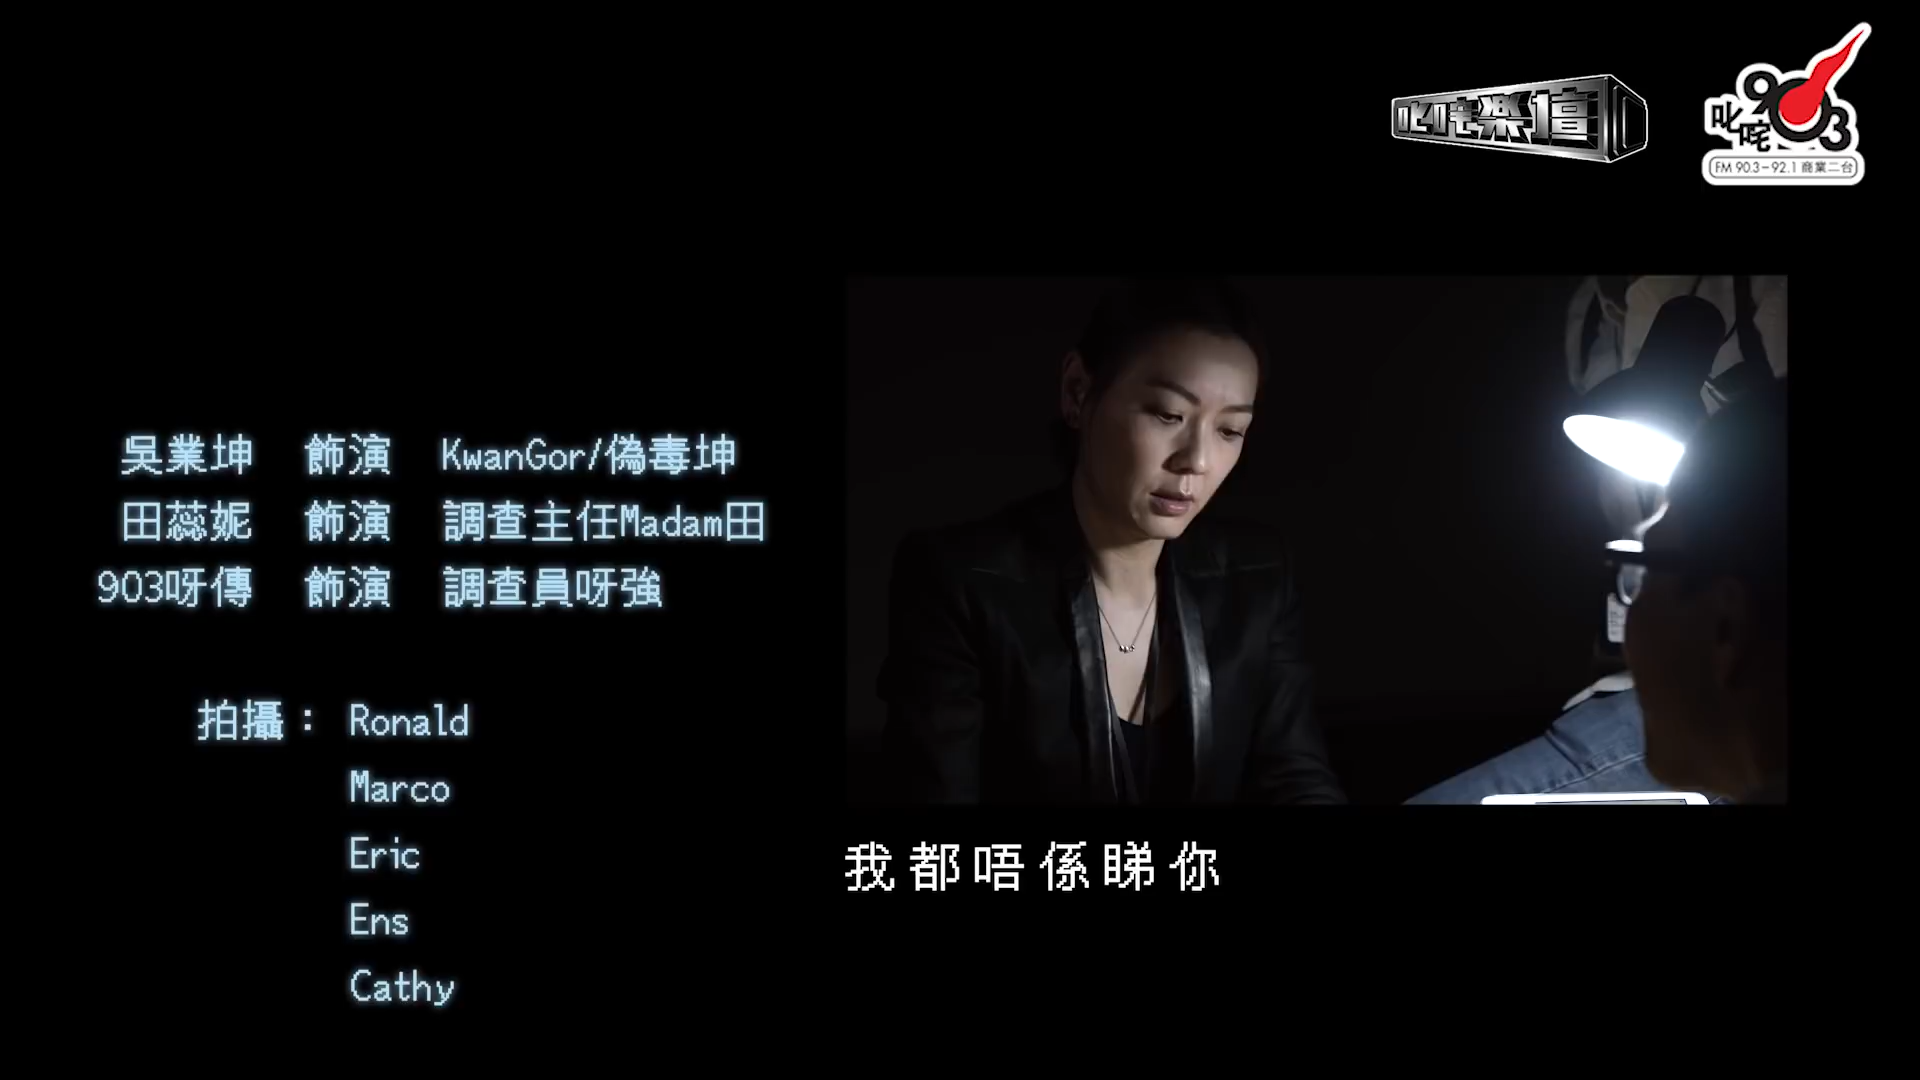 叱咤樂壇
903
叱咤
FM 90.3-92.1 商業二台
吳業坤 飾演 KwanGor/偽毒坤
田蕊妮 飾演 調查主任Madam田
903呀傳 飾演 調查員呀強
拍攝： Ronald
Marco
Eric
Ens
Cathy
我都唔係睇你